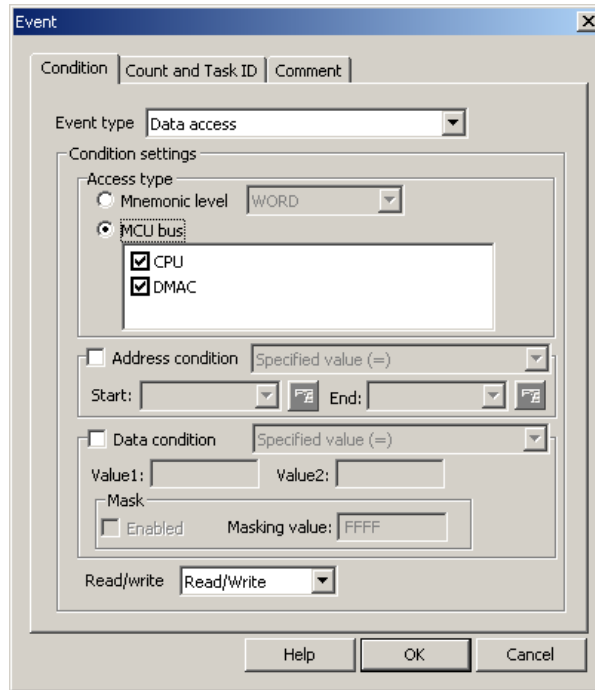 Event
Condition Count and Task ID Comment
Event type Data access
Condition settings
Access type
Mnemonic level WORD
MCU bus
CPU
DMAC
Address condition Specified value (=)
Start: End:
Data condition Specified value (=)
Value1: Value2:
Mask
Enabled Masking value: FFFF
Read/write Read/Write
Help OK Cancel